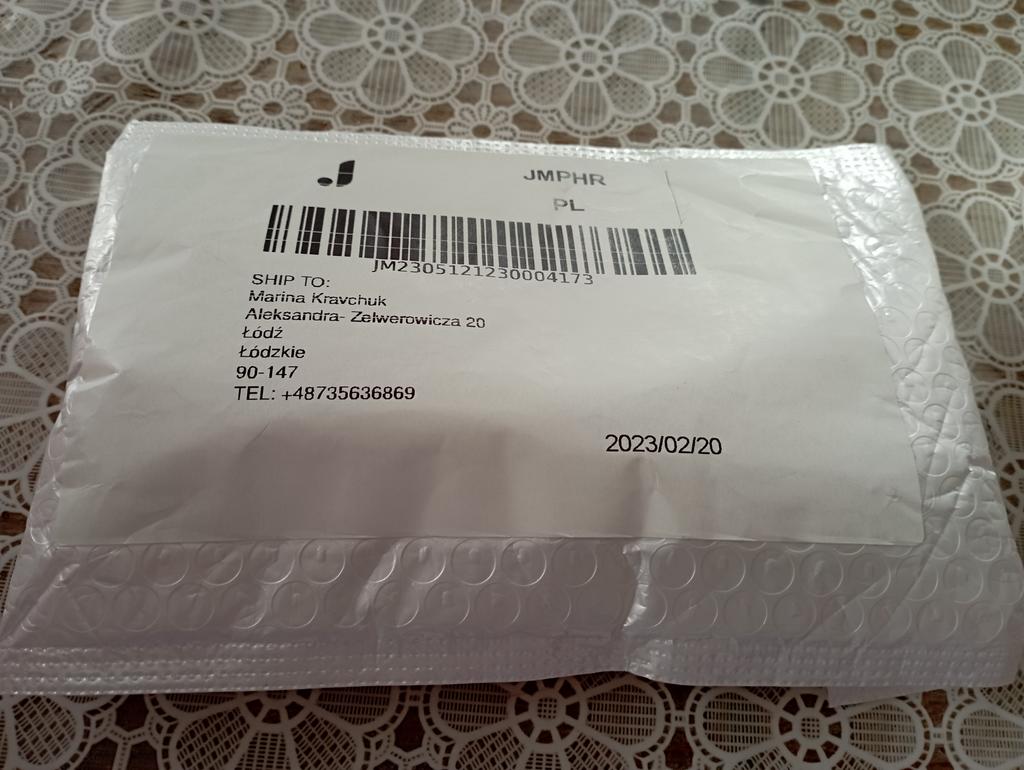 JMPHR
PL
JM2305121230004173
SHIP TO:
Marina Kravchuk
Aleksandra- Zelwerowicza 20
Łódź
Łódzkie
90-147
TEL: +48735636869
2023/02/20